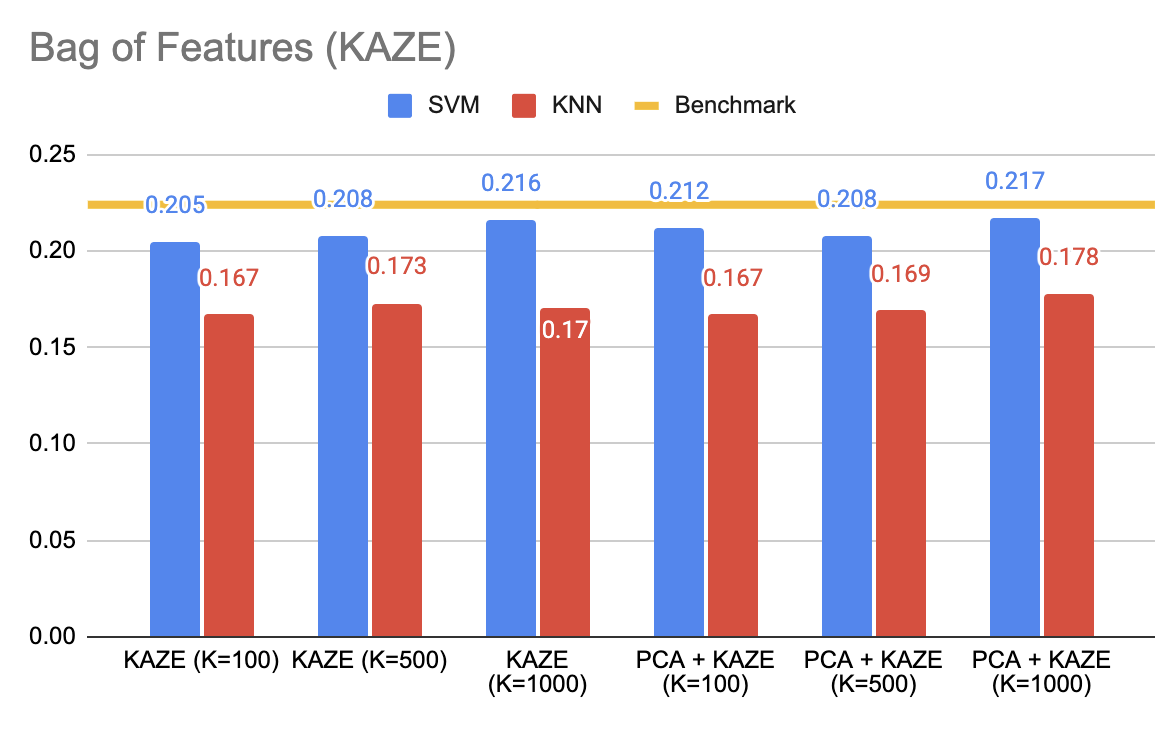 Bag of Features (KAZE)
SVM KNN Benchmark
0.25
0.20
0.15
0.10
0.05
0.00
0.205 0.208 0.216 0.212 0.208 0.217
0.167 0.173 0.17 0.167 0.169 0.178
KAZE (K=100) KAZE (K=500) KAZE PCA + KAZE PCA + KAZE PCA + KAZE
(K=1000) (K=100) (K=500) (K=1000)